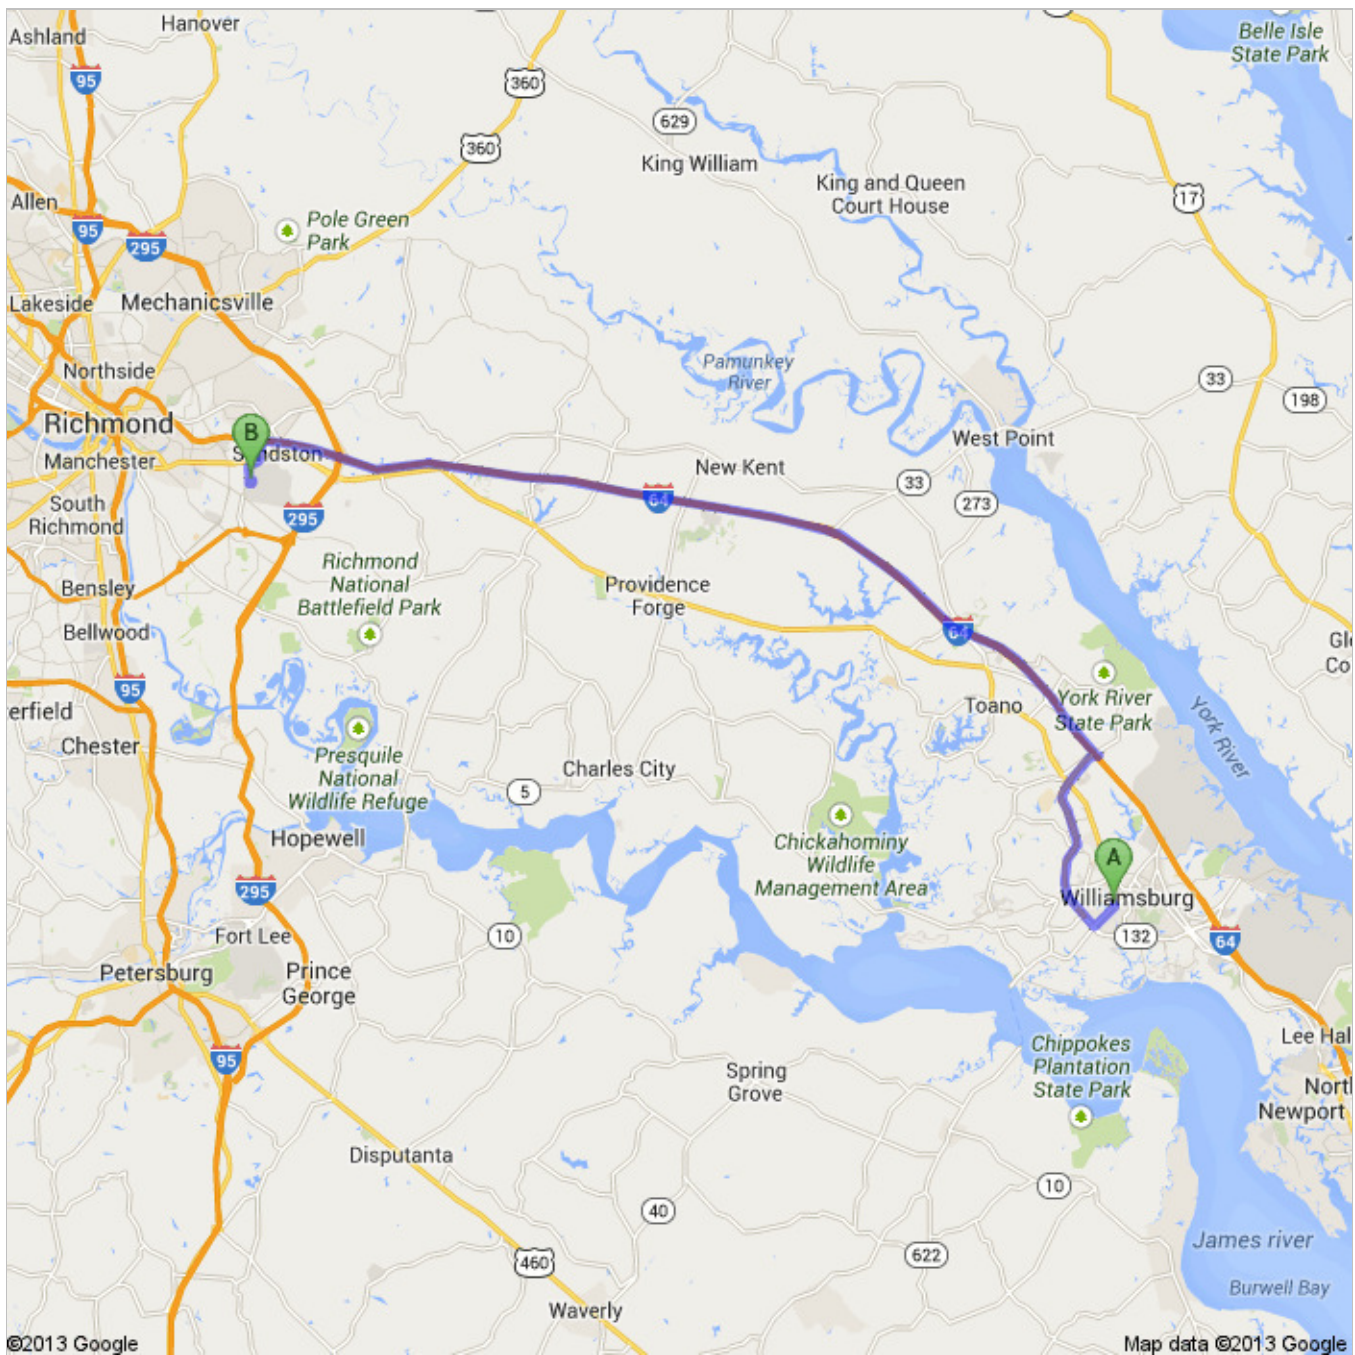 Hanover
Ashland
Belle Isle
State Park
95
360
629
360
King William
King and Queen
Court House
17
Allen
95
295
Pole Green
Park
Lakeside
Mechanicsville
Northside
Pamunkey
River
33
198
Richmond
B
West Point
Manchester
Sandston
New Kent
33
64
273
South
Richmond
295
Richmond
National
Battlefield Park
Bensley
Providence
Forge
Bellwood
64
95
York River
State Park
Toano
York River
Chester
Presquile
National
Wildlife Refuge
Charles City
5
Hopewell
Chickahominy
Wildlife
Management Area
A
295
Williamsburg
Fort Lee
10
132
64
Petersburg
Prince
George
Chippokes
Plantation
State Park
95
Spring
Grove
Newport
Disputanta
10
40
James river
622
460
Burwell Bay
Waverly
©2013 Google
Map data ©2013 Google